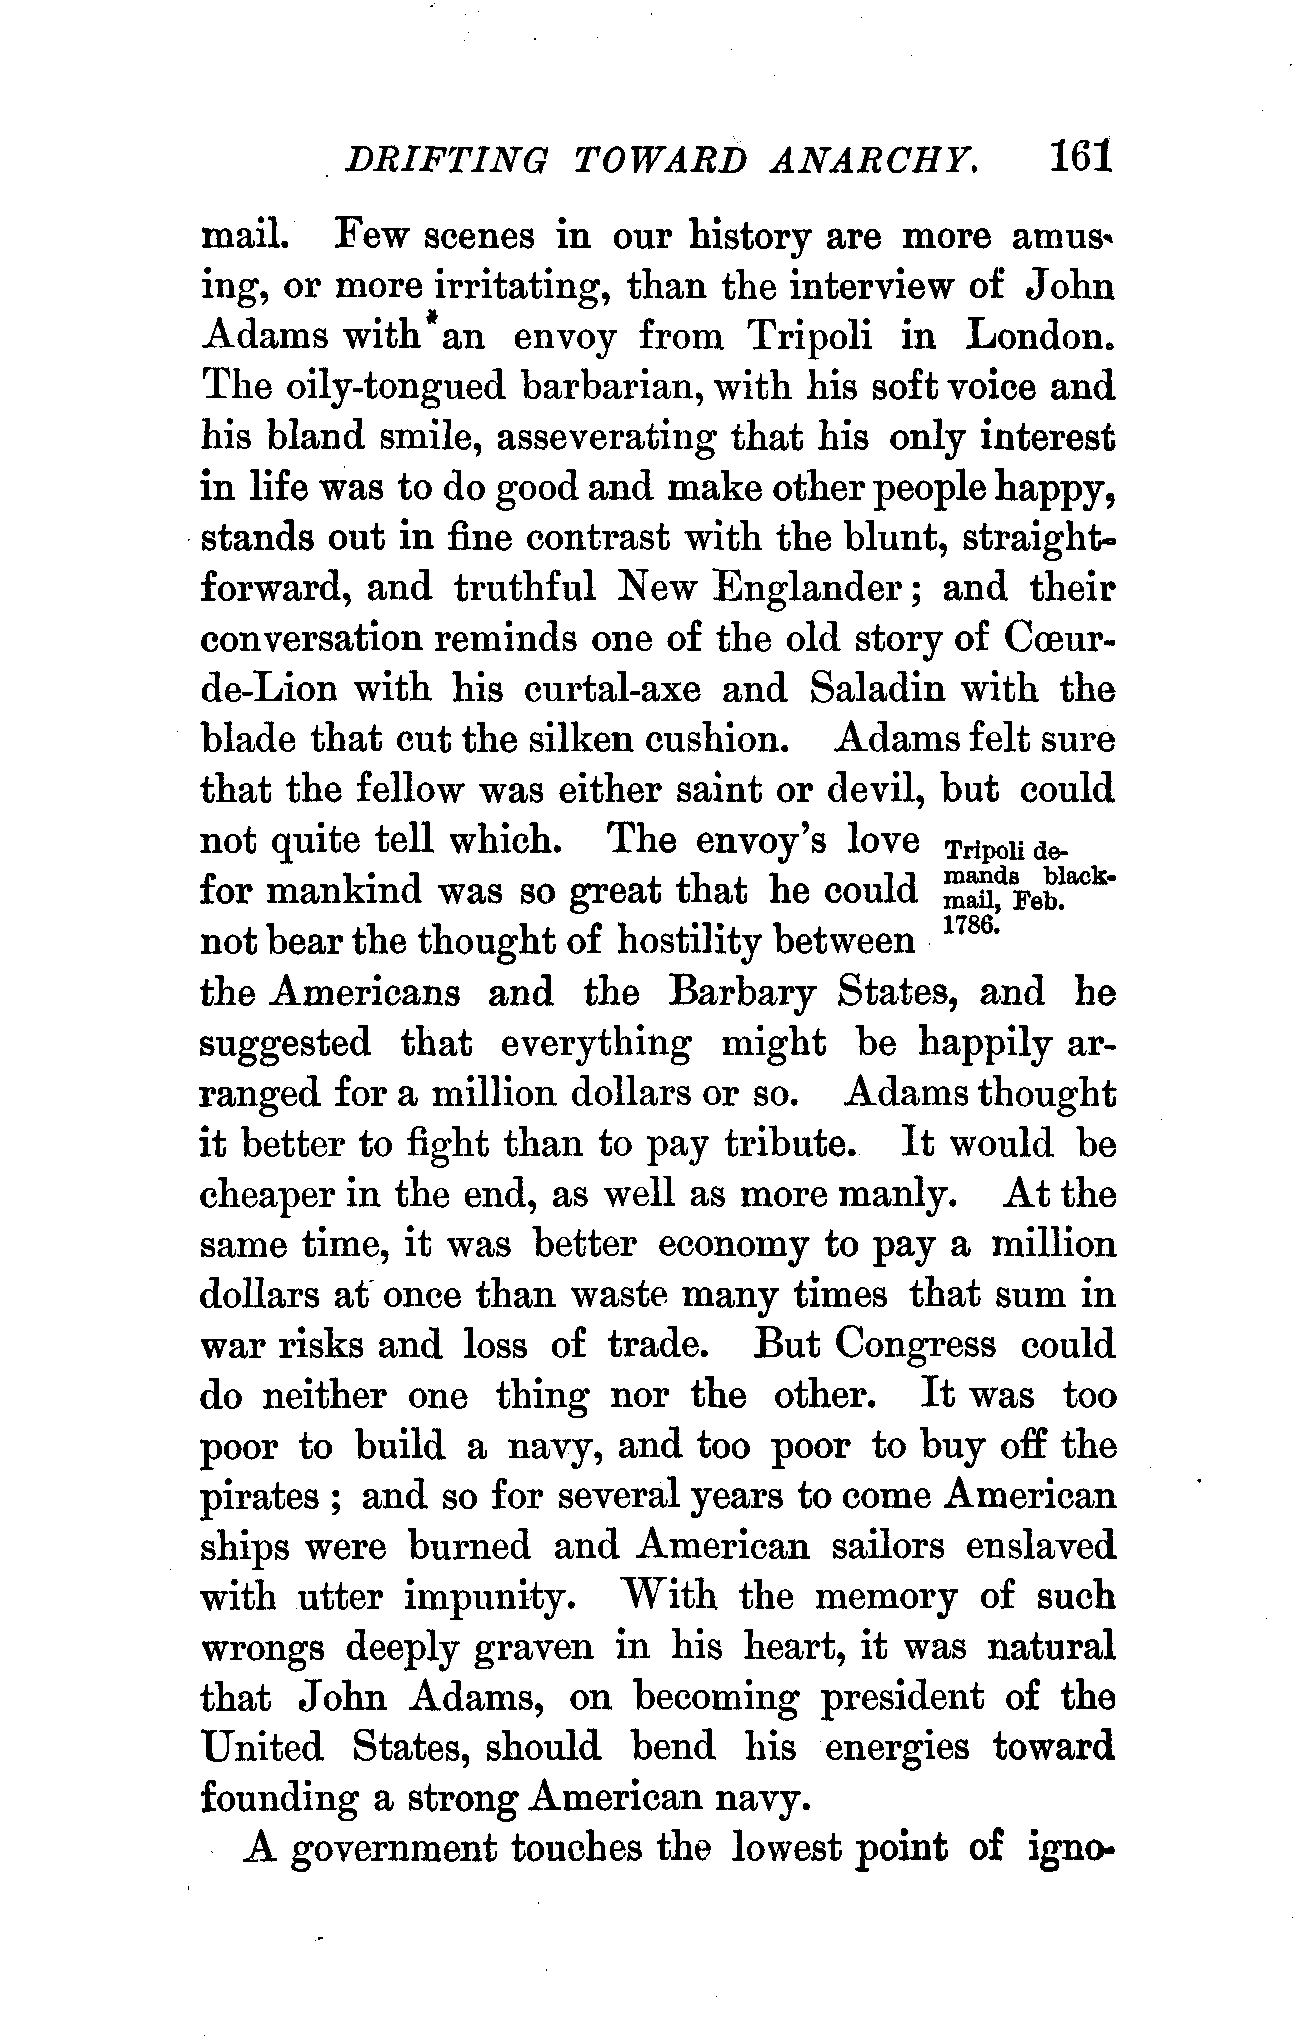 DRIFTING TOWARD ANARCHY. 161
mail. Few scenes in our history are more amus-
ing, or more irritating, than the interview of John
Adams with an envoy from Tripoli in London.
The oily-tongued barbarian, with his soft voice and
his bland smile, asseverating that his only interest
in life was to do good and make other people happy,
stands out in fine contrast with the blunt, straight-
forward, and truthful New Englander; and their
conversation reminds one of the old story of Cœur-
de-Lion with his curtal-axe and Saladin with the
blade that cut the silken cushion. Adams felt sure
that the fellow was either saint or devil, but could
not quite tell which. The envoy's love
for mankind was so great that he could
not bear the thought of hostility between
Tripoli de-
mands black-
mail, Feb.
1786.
the Americans and the Barbary States, and he
suggested that everything might be happily ar-
ranged for a million dollars or so. Adams thought
it better to fight than to pay tribute. It would be
cheaper in the end, as well as more manly. At the
same time, it was better economy to pay a million
dollars at once than waste many times that sum in
war risks and loss of trade. But Congress could
do neither one thing nor the other. It was too
poor to build a navy, and too poor to buy off the
pirates; and so for several years to come American
ships were burned and American sailors enslaved
with utter impunity. With the memory of such
wrongs deeply graven in his heart, it was natural
that John Adams, on becoming president of the
United States, should bend his energies toward
founding a strong American navy.
A government touches the lowest point of igno-